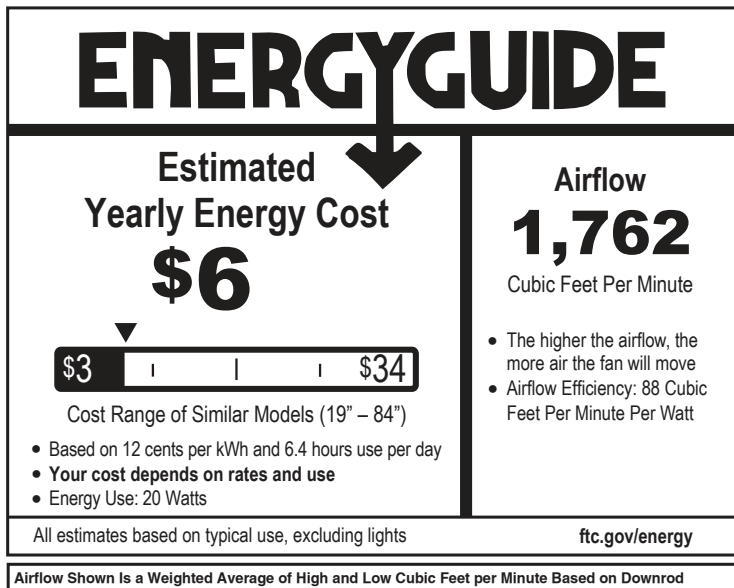 ENERGYGUIDE
Estimated
Yearly Energy Cost
$6
$3
$34
Cost Range of Similar Models (19” – 84”)
• Based on 12 cents per kWh and 6.4 hours use per day
• Your cost depends on rates and use
• Energy Use: 20 Watts
Airflow
1,762
Cubic Feet Per Minute
• The higher the airflow, the
more air the fan will move
• Airflow Efficiency: 88 Cubic
Feet Per Minute Per Watt
All estimates based on typical use, excluding lights
ftc.gov/energy
Airflow Shown Is a Weighted Average of High and Low Cubic Feet per Minute Based on Downrod